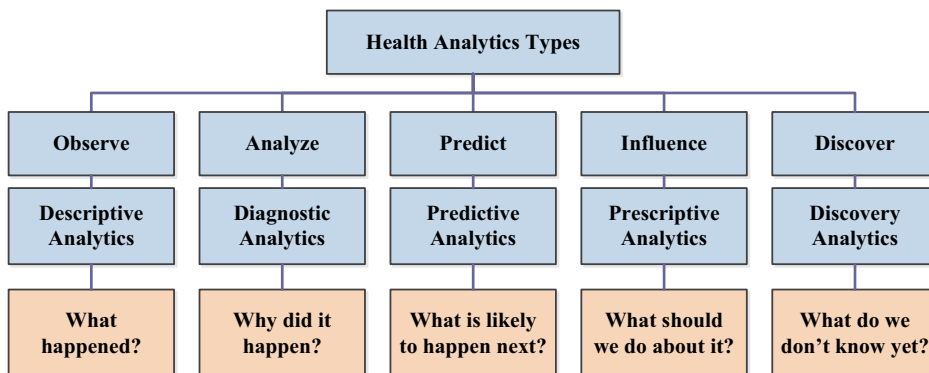 Health Analytics Types
Observe
Analyze
Predict
Influence
Discover
Descriptive
Analytics
Diagnostic
Analytics
Predictive
Analytics
Prescriptive
Analytics
Discovery
Analytics
What
happened?
Why did it
happen?
What is likely
to happen next?
What should
we do about it?
What do we
don’t know yet?